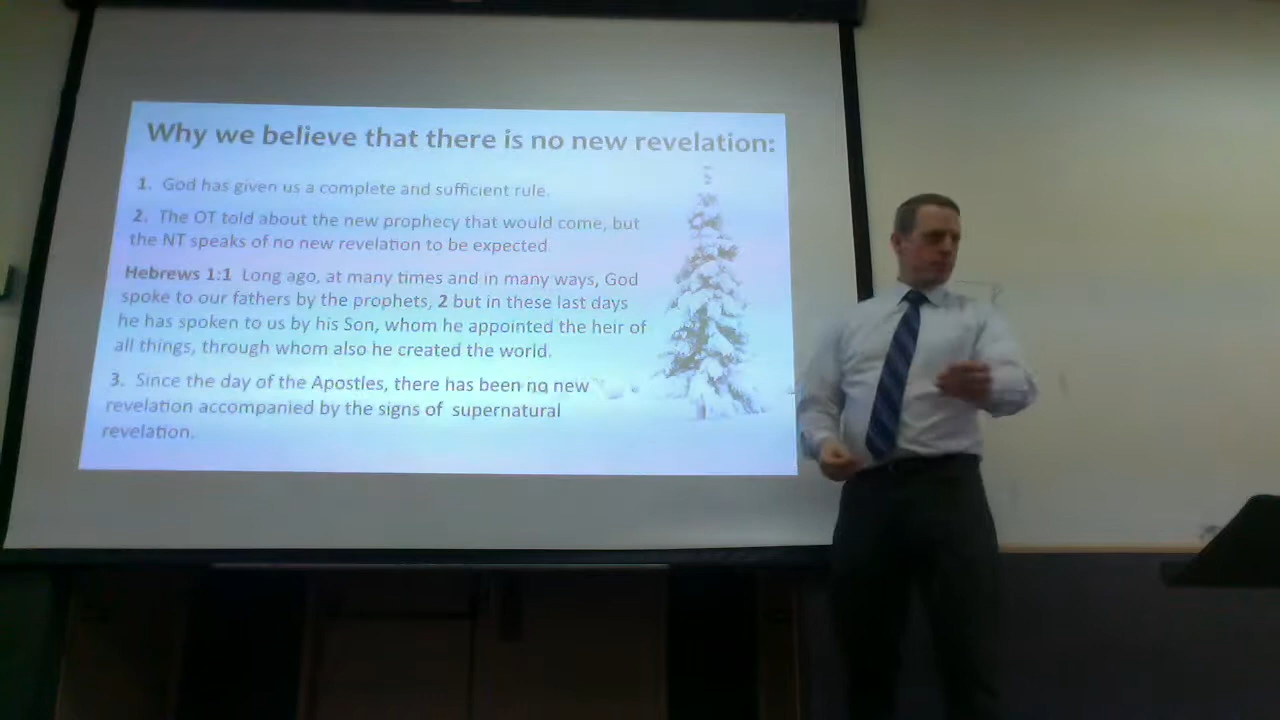 Why we believe that there is no new revelation:
1. God has given us a complete and sufficient rule.
2. The OT told about the new prophecy that would come, but
the NT speaks of no new revelation to be expected
Hebrews 1:1 Long ago, at many times and in many ways, God
spoke to our fathers by the prophets, 2 but in these last days
he has spoken to us by his Son, whom he appointed the heir of
all things, through whom also he created the world.
3. Since the day of the Apostles, there has been no new
revelation accompanied by the signs of supernatural
revelation.